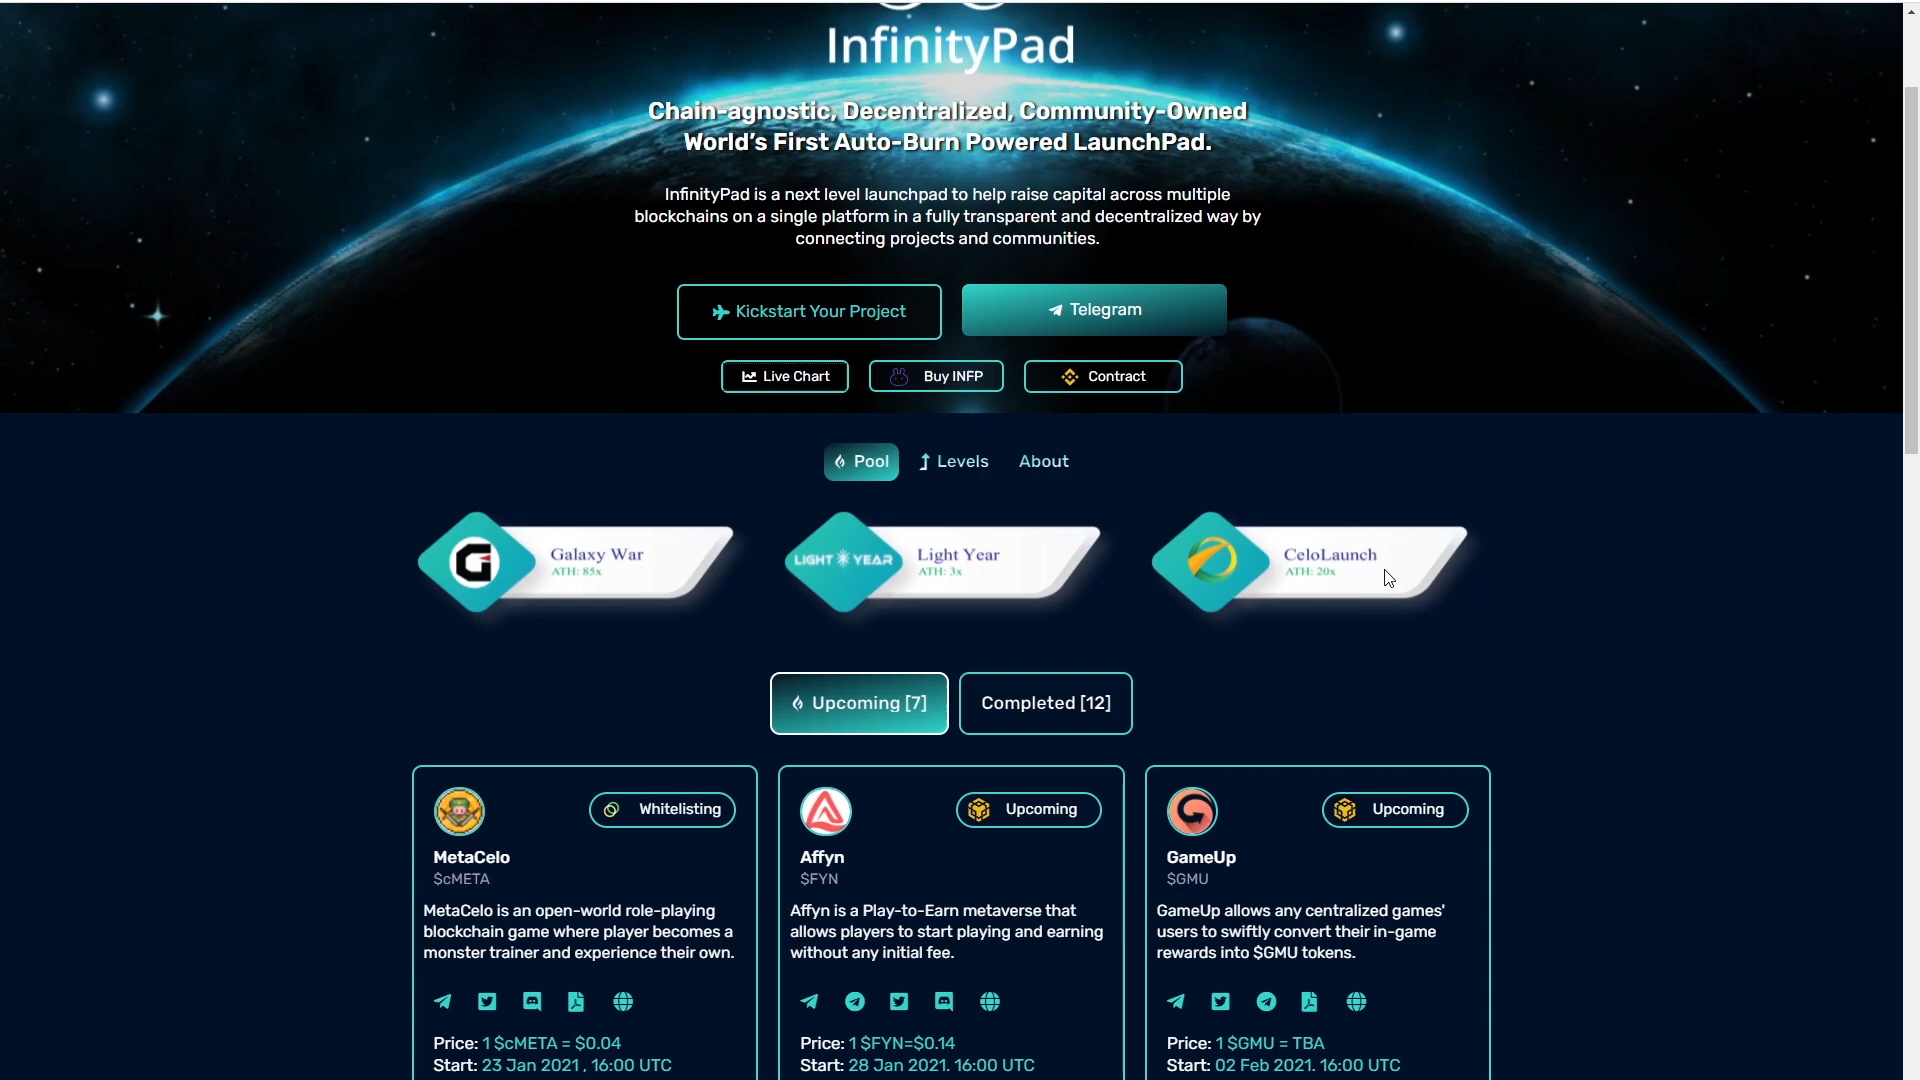 InfinityPad
Chain-agnostic, Decentralized, Community-Owned
World's First Auto-Burn Powered LaunchPad.
InfinityPad is a next level launchpad to help raise capital across multiple
blockchains on a single platform in a fully transparent and decentralized way by
connecting projects and communities.
Kickstart Your Project
Telegram
Live Chart
Buy INFP
Contract
Pool
Levels
About
Galaxy War
ATH: 85x
LIGHT YEAR
Light Year
ATH: 3x
CeloLaunch
ATH: 20x
Upcoming [7]
Completed [12]
Whitelisting
MetaCelo
$cMETA
MetaCelo is an open-world role-playing
blockchain game where player becomes a
monster trainer and experience their own.
Price: 1 $cMETA = $0.04
Start: 23 Jan 2021 , 16:00 UTC
Upcoming
Affyn
$FYN
Affyn is a Play-to-Earn metaverse that
allows players to start playing and earning
without any initial fee.
Price: 1 $FYN=$0.14
Start: 28 Jan 2021. 16:00 UTC
Upcoming
GameUp
$GMU
GameUp allows any centralized games'
users to swiftly convert their in-game
rewards into $GMU tokens.
Price: 1 $GMU = TBA
Start: 02 Feb 2021. 16:00 UTC